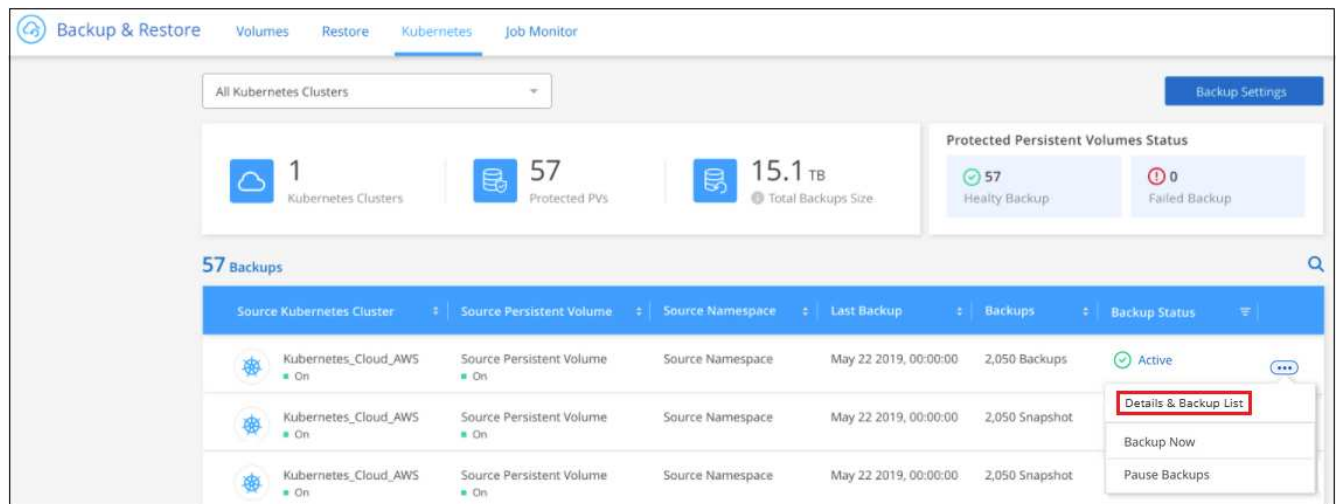 Backup & Restore Volumes Restore Kubernetes Job Monitor
All Kubernetes Clusters
Backup Settings
1
Kubernetes Clusters
57
Protected PVs
15.1 TB
Total Backups Size
Protected Persistent Volumes Status
57
Healty Backup
0
Failed Backup
57 Backups
Source Kubernetes Cluster Source Persistent Volume Source Namespace Last Backup Backups Backup Status
Kubernetes_Cloud_AWS Source Persistent Volume Source Namespace May 22 2019, 00:00:00 2,050 Backups Active
On On
Details & Backup List
Kubernetes_Cloud_AWS Source Persistent Volume Source Namespace May 22 2019, 00:00:00 2,050 Snapshot
On On
Backup Now
Kubernetes_Cloud_AWS Source Persistent Volume Source Namespace May 22 2019, 00:00:00 2,050 Snapshot
On On
Pause Backups